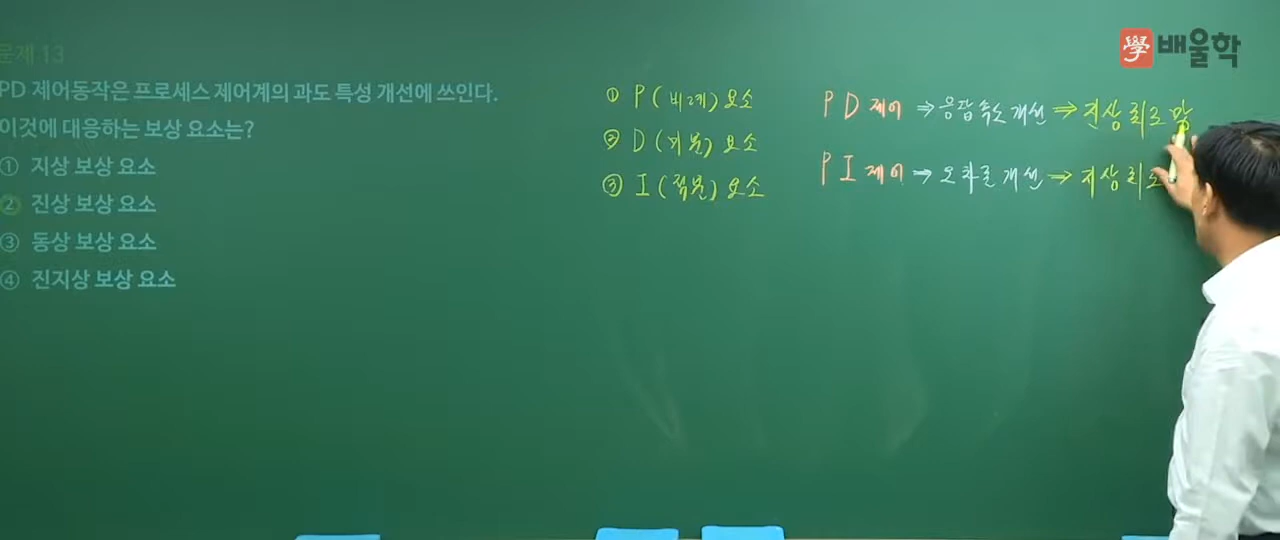 學 배울학
문제 13
PD 제어동작은 프로세스 제어계의 과도 특성 개선에 쓰인다.
이것에 대응하는 보상 요소는?
① 지상 보상 요소
② 진상 보상 요소
③ 동상 보상 요소
④ 진지상 보상 요소
① P (비례) 요소
② D (미분) 요소
③ I (적분) 요소
PD 제어 ⇒ 응답속도개선 ⇒ 진상회로망
PI 제어 ⇒ 오차를 개선 ⇒ 지상회로